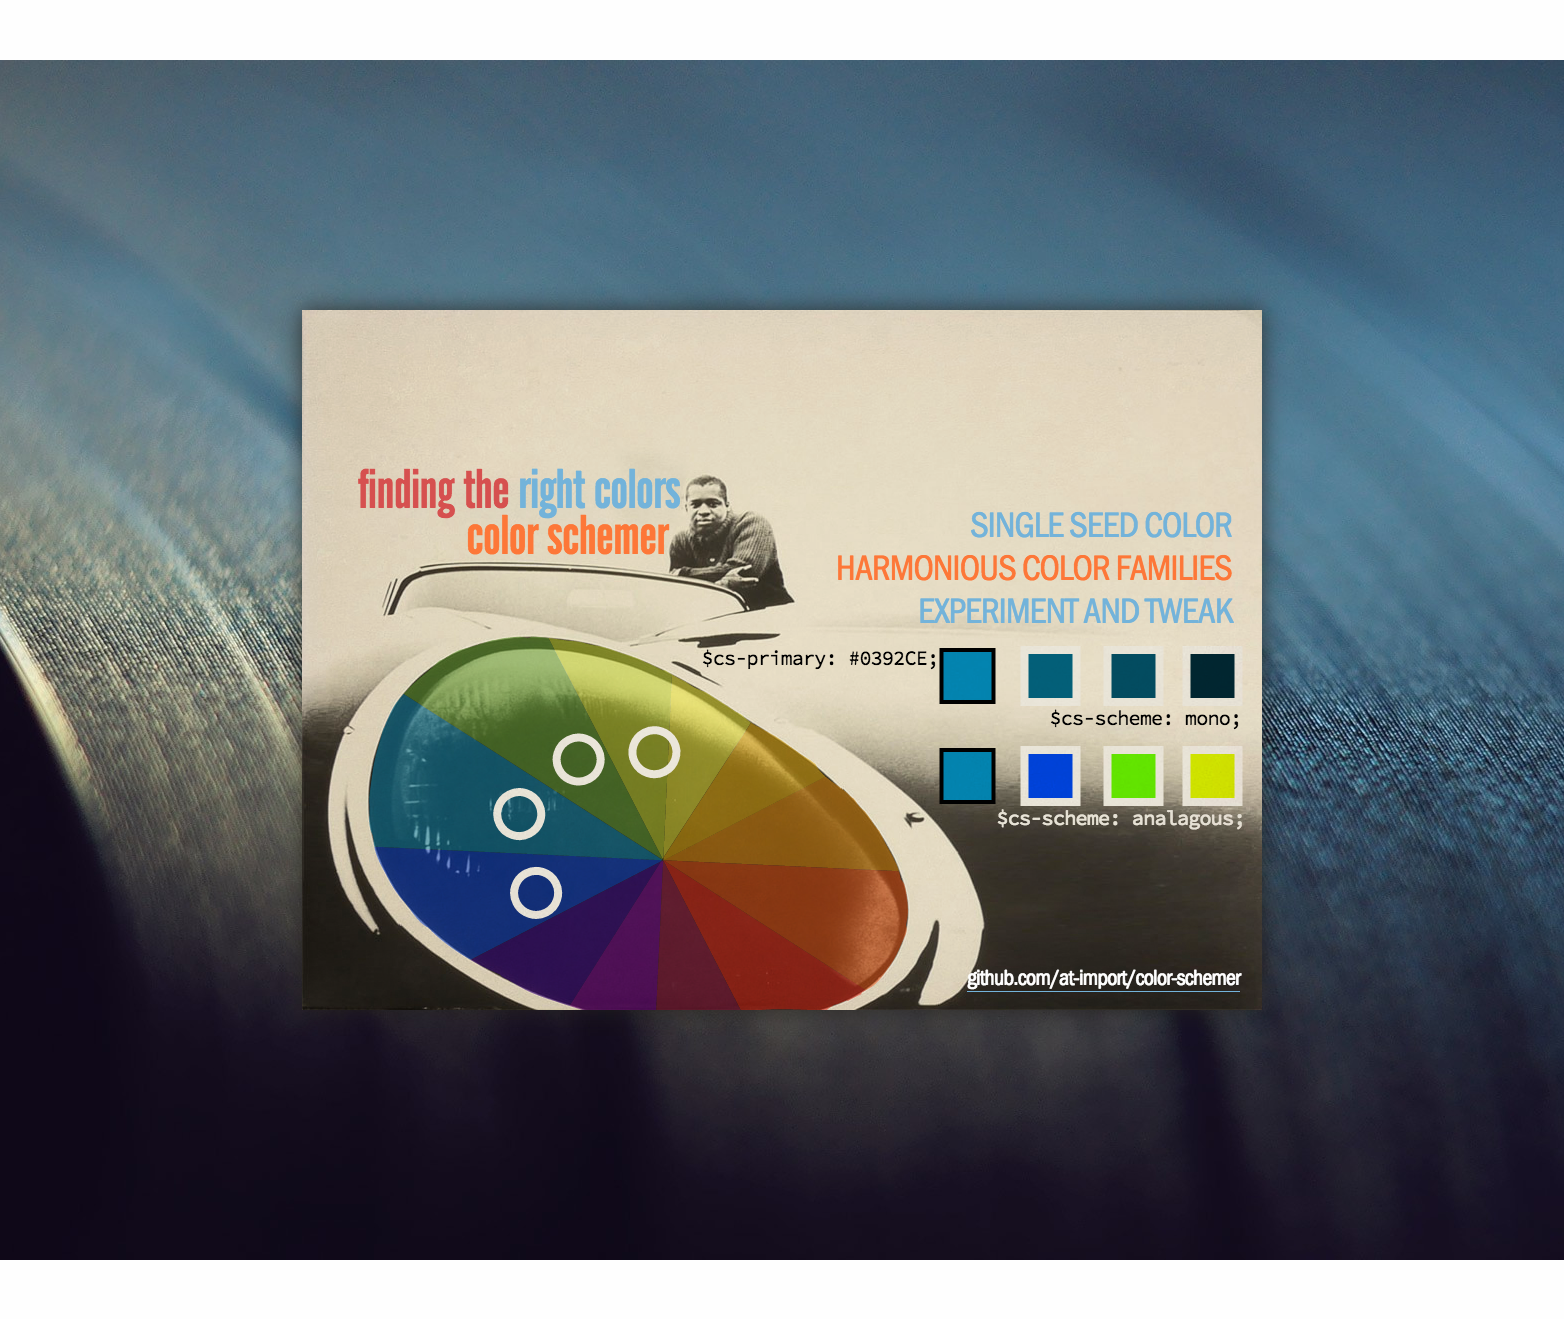 finding the right colors
color schemer
SINGLE SEED COLOR
HARMONIOUS COLOR FAMILIES
EXPERIMENT AND TWEAK
$cs-primary: #0392CE;
$cs-scheme: mono;
$cs-scheme: analagous;
github.com/at-import/color-schemer